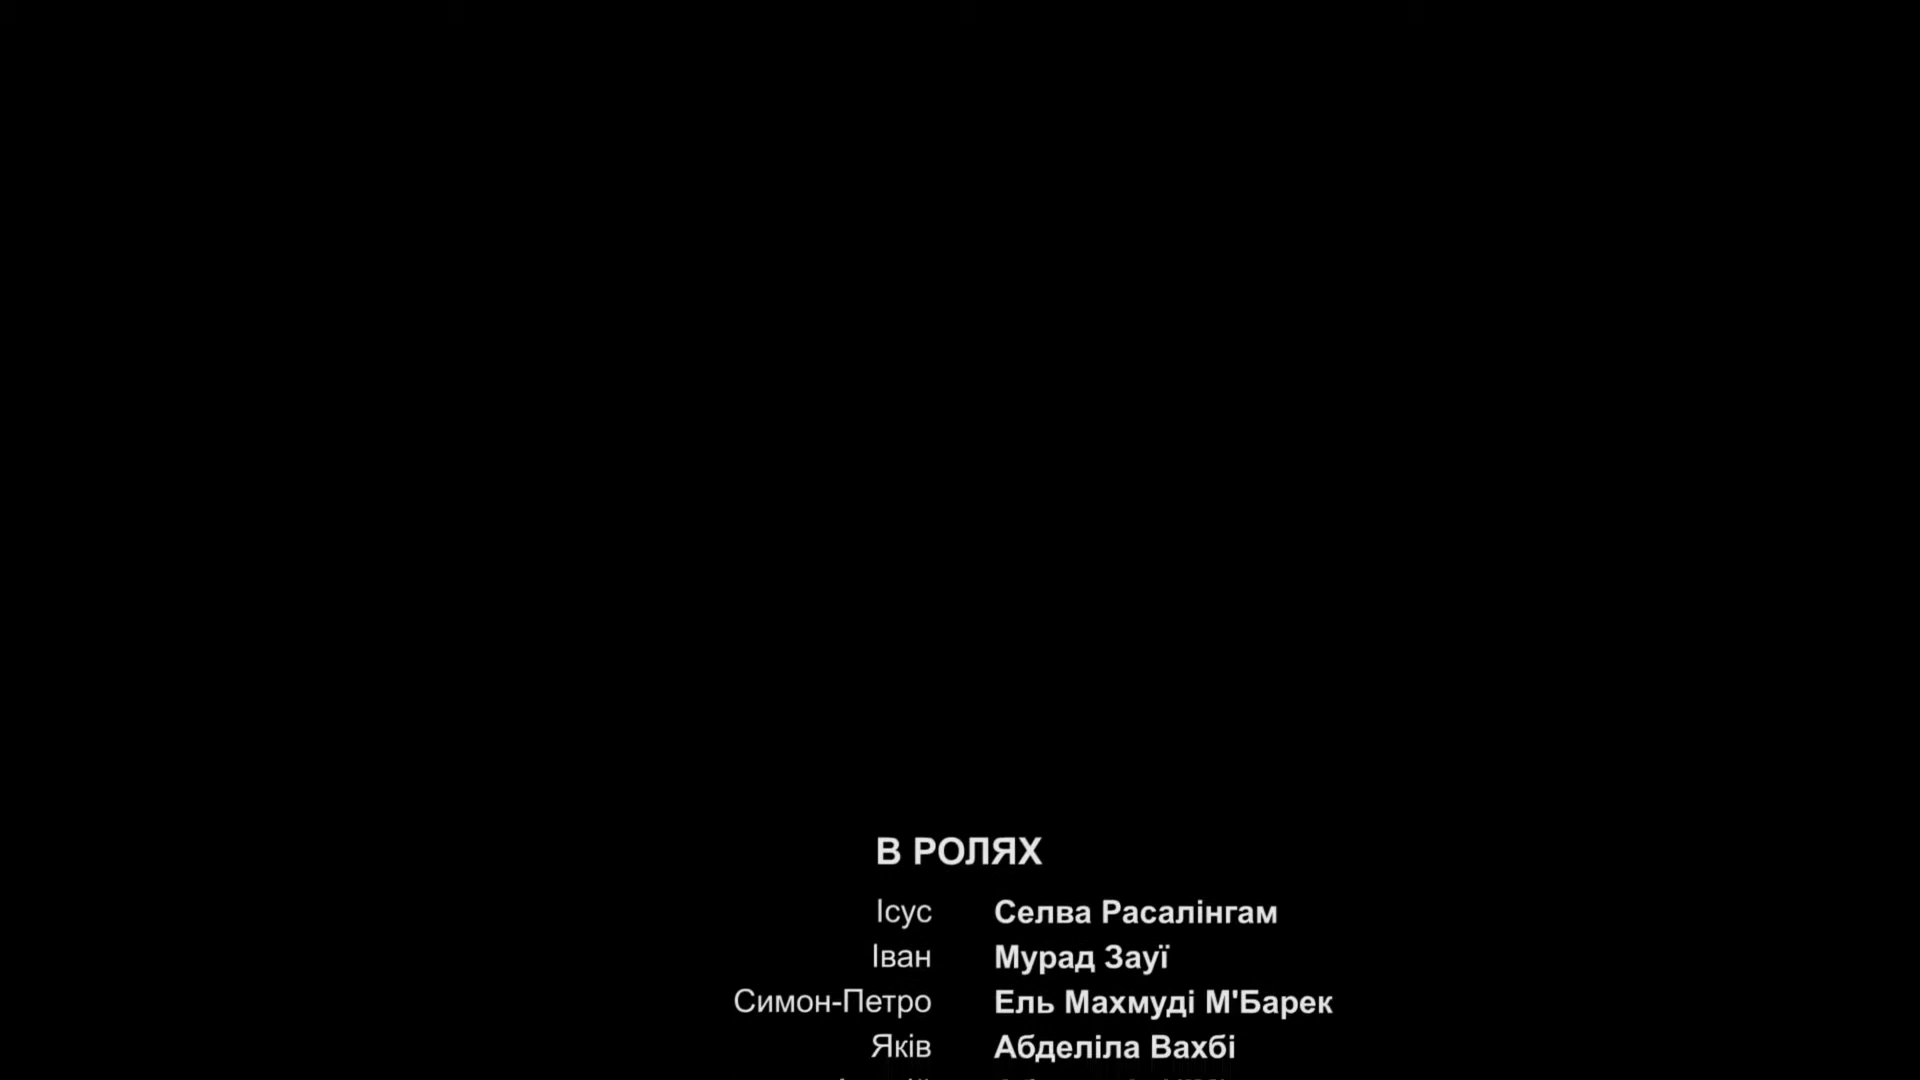 В РОЛЯХ
Ісус Селва Расалінгам
Іван Мурад Зауї
Симон-Петро Ель Махмуді М'Барек
Яків Абделіла Вахбі